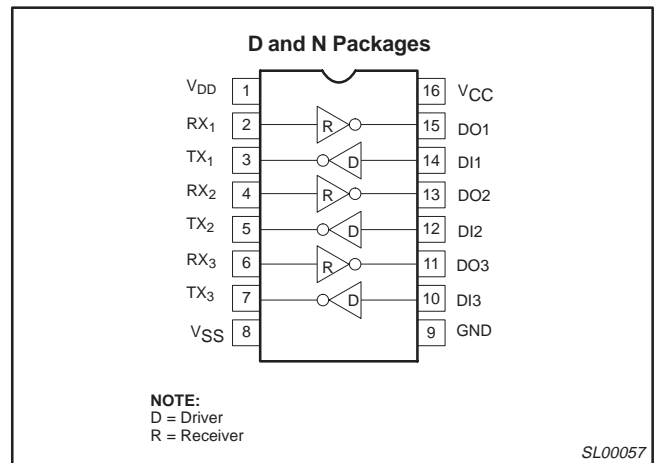 D and N Packages
VDD 1 16 VCC
RX1 2 R 15 DO1
TX1 3 D 14 DI1
RX2 4 R 13 DO2
TX2 5 D 12 DI2
RX3 6 R 11 DO3
TX3 7 D 10 DI3
VSS 8 9 GND
NOTE:
D = Driver
R = Receiver
SL00057